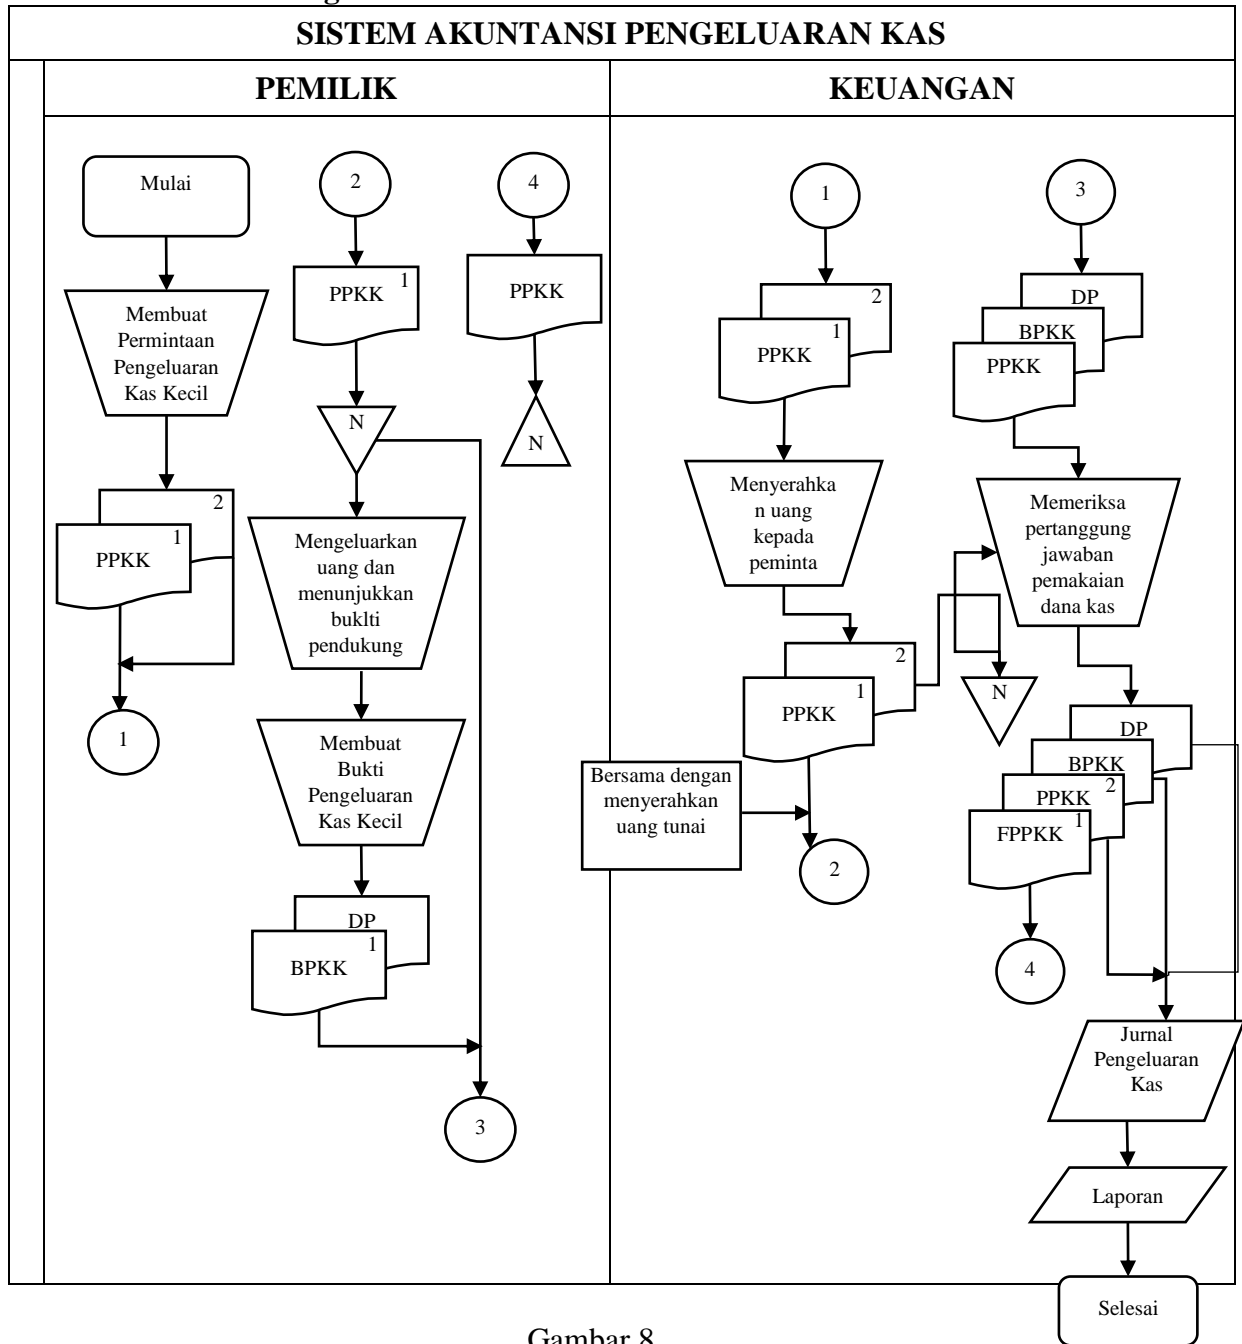 SISTEM AKUNTANSI PENGELUARAN KAS
PEMILIK
KEUANGAN
Mulai
Membuat
Permintaan
Pengeluaran
Kas Kecil
2
1
PPKK
1
2
1
PPKK
N
Mengeluarkan
uang dan
menunjukkan
buklti
pendukung
Membuat
Bukti
Pengeluaran
Kas Kecil
DP
1
BPKK
3
4
PPKK
N
1
2
1
PPKK
Menyerahka
n uang
kepada
peminta
2
1
PPKK
Bersama dengan
menyerahkan
uang tunai
2
3
DP
BPKK
PPKK
Memeriksa
pertanggung
jawaban
pemakaian
dana kas
N
DP
BPKK
2
PPKK
1
FPPKK
4
Jurnal
Pengeluaran
Kas
Laporan
Selesai